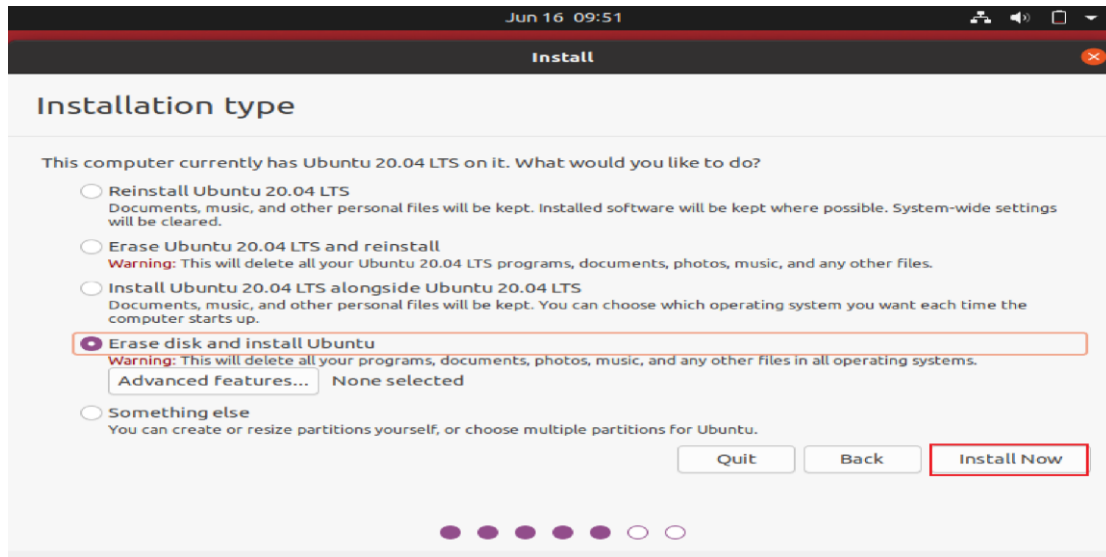 Jun 16 09:51
Install
Installation type
This computer currently has Ubuntu 20.04 LTS on it. What would you like to do?
Reinstall Ubuntu 20.04 LTS
Documents, music, and other personal files will be kept. Installed software will be kept where possible. System-wide settings
will be cleared.
Erase Ubuntu 20.04 LTS and reinstall
Warning: This will delete all your Ubuntu 20.04 LTS programs, documents, photos, music, and any other files.
Install Ubuntu 20.04 LTS alongside Ubuntu 20.04 LTS
Documents, music, and other personal files will be kept. You can choose which operating system you want each time the
computer starts up.
Erase disk and install Ubuntu
Warning: This will delete all your programs, documents, photos, music, and any other files in all operating systems.
Advanced features... None selected
Something else
You can create or resize partitions yourself, or choose multiple partitions for Ubuntu.
Quit Back Install Now